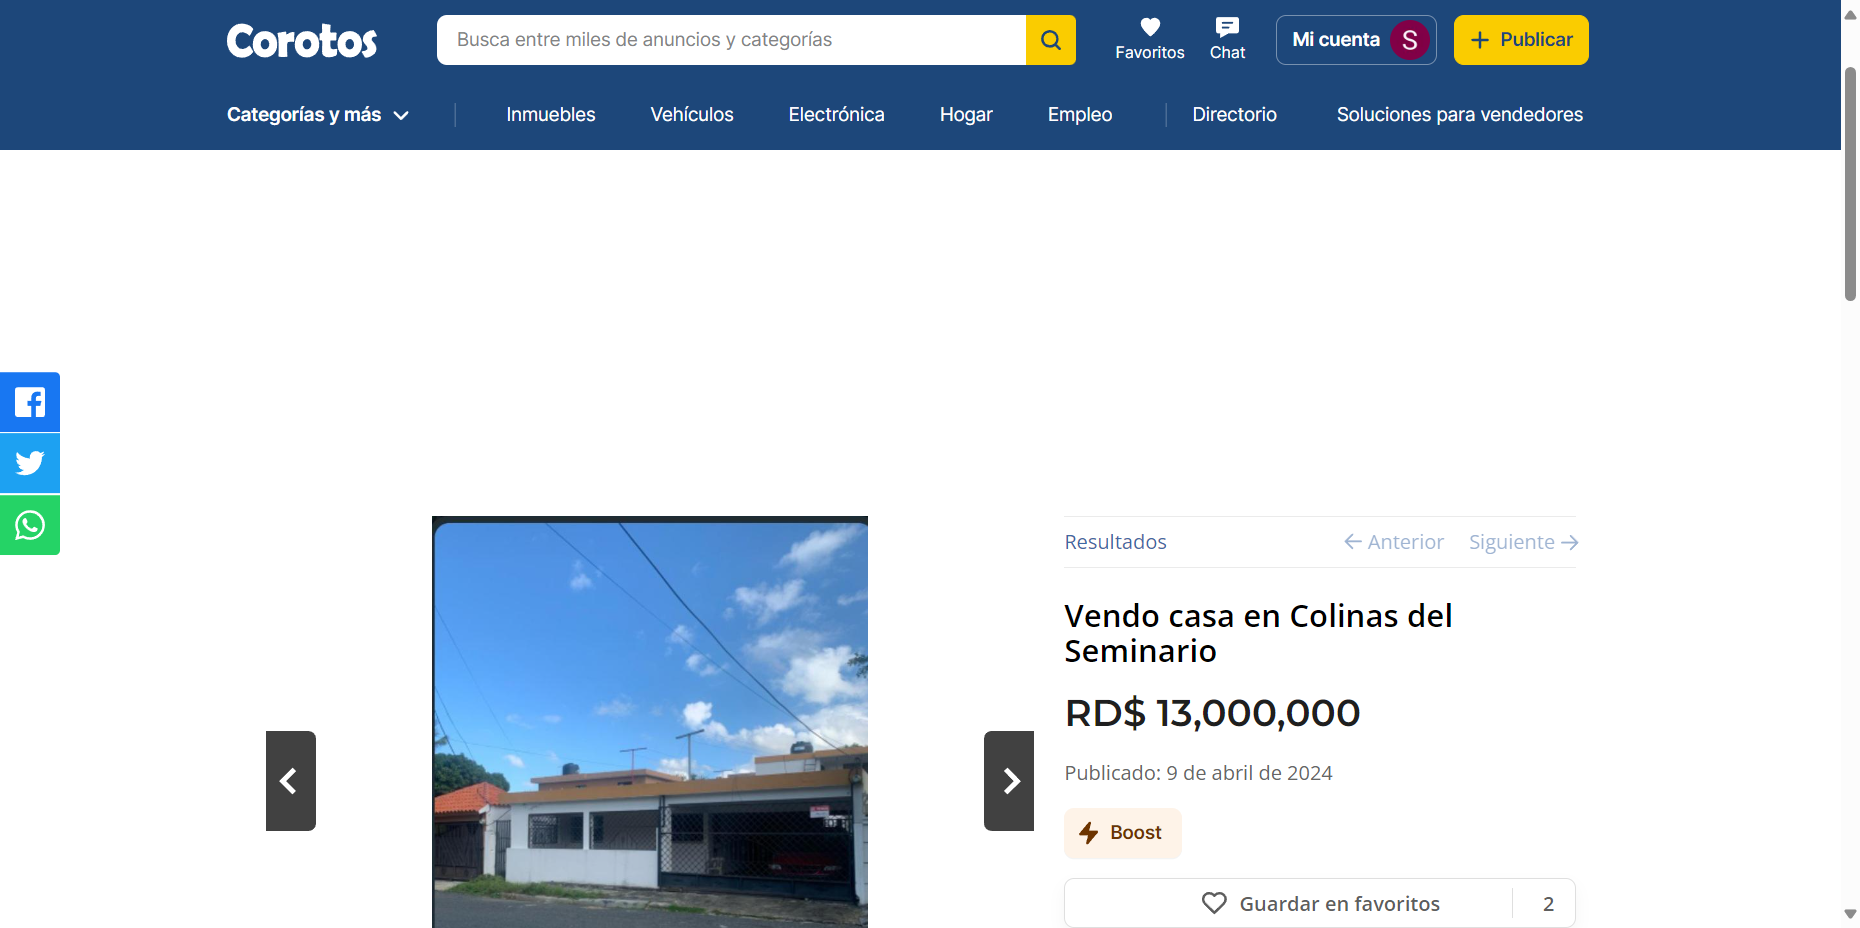 Corotos
Busca entre miles de anuncios y categorías
Favoritos
Chat
Mi cuenta
S
Publicar
Categorías y más
Inmuebles
Vehículos
Electrónica
Hogar
Empleo
Directorio
Soluciones para vendedores
Resultados
Anterior
Siguiente
Vendo casa en Colinas del
Seminario
RD$ 13,000,000
Publicado: 9 de abril de 2024
Boost
Guardar en favoritos
2